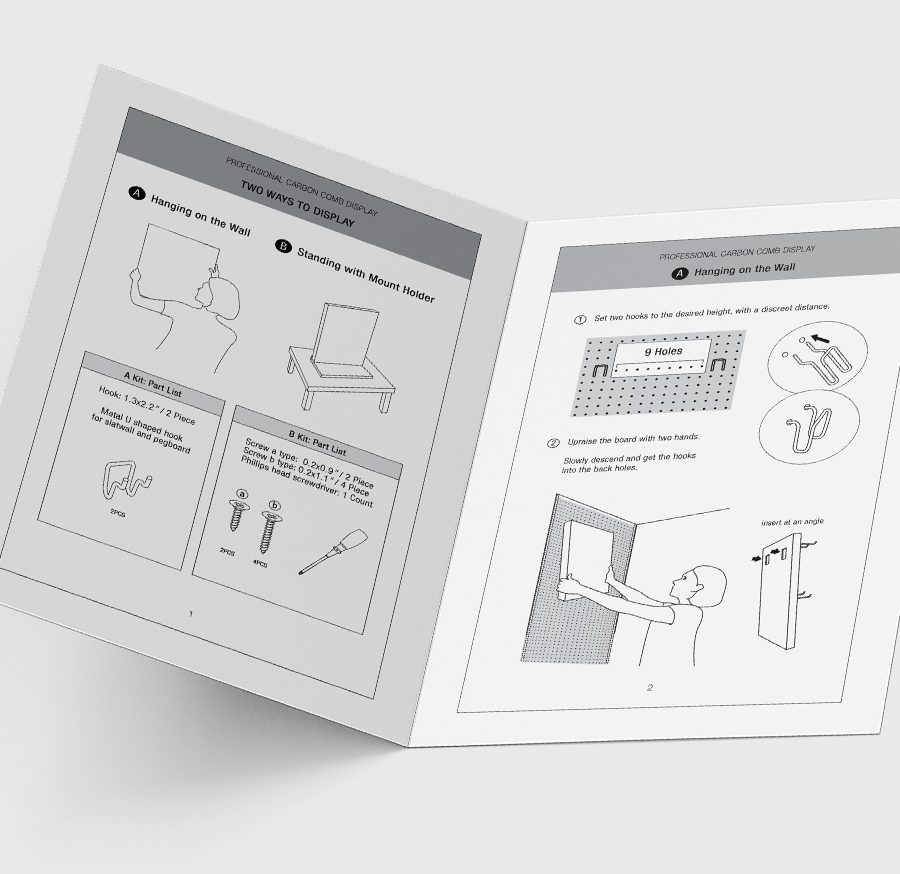 PROFESSIONAL CARBON COMB DISPLAY
TWO WAYS TO DISPLAY
A Hanging on the Wall
B Standing with Mount Holder
A Kit: Part List
Hook: 1.3x2.2"/ 2 Piece
Metal U shaped hook
for slatwall and pegboard
2PCS
B Kit: Part List
Screw a type: 0.2x0.9"/ 2 Piece
Screw b type: 0.2x1.1"/ 4 Piece
Phillips head screwdriver: 1 Count
a
b
2PCS
4PCS
1
PROFESSIONAL CARBON COMB DISPLAY
A Hanging on the Wall
1 Set two hooks to the desired height, with a discreet distance.
9 Holes
2 Upraise the board with two hands.
Slowly descend and get the hooks
into the back holes.
insert at an angle
2